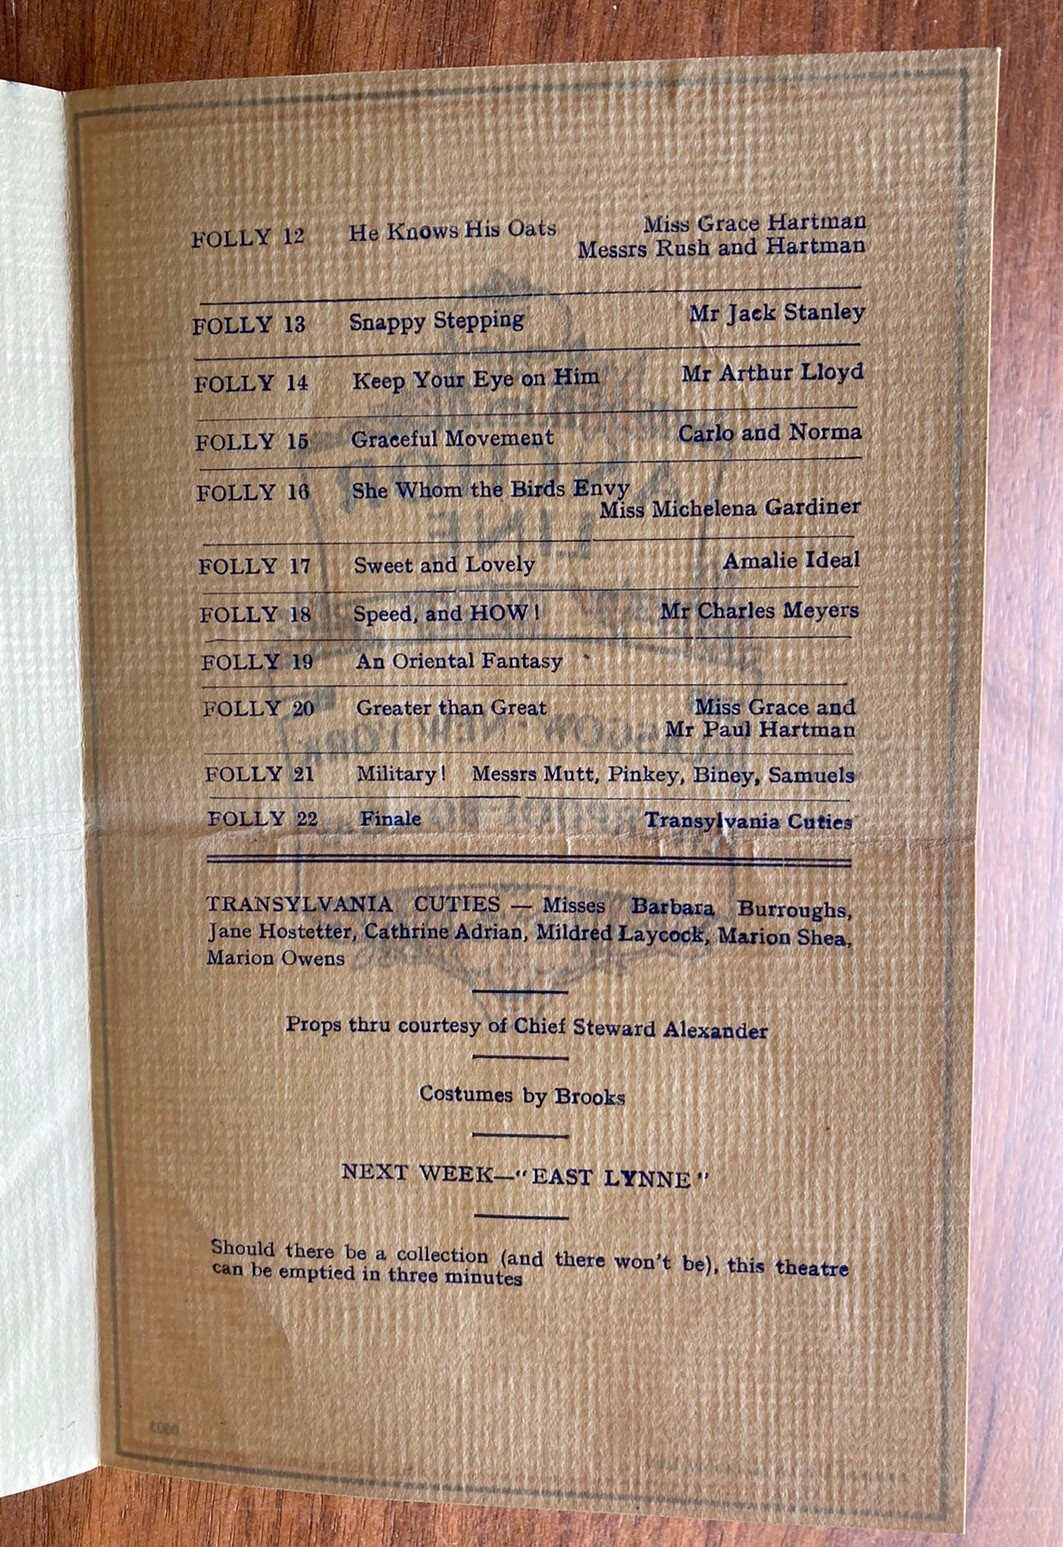 FOLLY 12 He Knows His Oats Miss Grace Hartman
Messrs Rush and Hartman
FOLLY 13 Snappy Stepping Mr Jack Stanley
FOLLY 14 Keep Your Eye on Him Mr Arthur Lloyd
FOLLY 15 Graceful Movement Carlo and Norma
FOLLY 16 She Whom the Birds Envy
Miss Michelena Gardiner
FOLLY 17 Sweet and Lovely Amalie Ideal
FOLLY 18 Speed, and HOW! Mr Charles Meyers
FOLLY 19 An Oriental Fantasy
FOLLY 20 Greater than Great Miss Grace and
Mr Paul Hartman
FOLLY 21 Military! Messrs Mutt, Pinkey, Biney, Samuels
FOLLY 22 Finale Transylvania Cuties
TRANSYLVANIA CUTIES — Misses Barbara Burroughs,
Jane Hostetter, Cathrine Adrian, Mildred Laycock, Marion Shea,
Marion Owens
Props thru courtesy of Chief Steward Alexander
Costumes by Brooks
NEXT WEEK—"EAST LYNNE"
Should there be a collection (and there won't be), this theatre
can be emptied in three minutes
ANCHOR
LINE
GLASGOW - NEW YORK